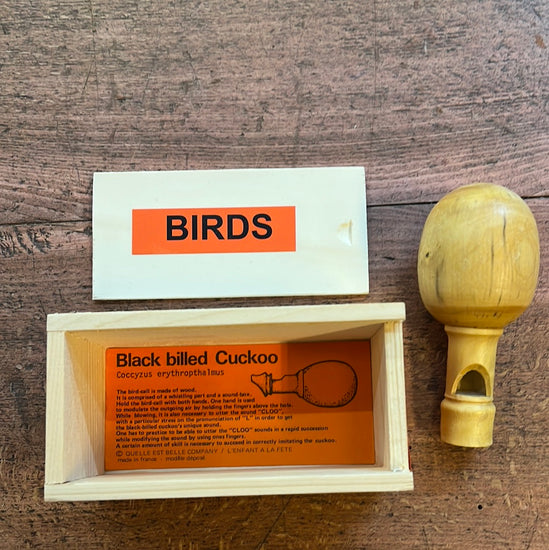 BIRDS
Black billed Cuckoo
Coccyzus erythropthalmus
The bird-call is made of wood.
It is comprised of a whistling part and a sound-box.
Hold the bird-call with both hands. One hand is used
to modulate the outgoing air by holding the fingers above the hole.
While blowing, it is also necessary to utter the sound "CLOG",
with a particular stress on the pronunciation of "L" in order to get
the black-billed cuckoo's unique sound.
One has to prectise to be able to utter the "CLOG" sounds in a rapid succession
while modifying the sound by using ones fingers.
A certain amount of skill is necessary to succeed in correctly imitating the cuckoo.
© QUELLE EST BELLE COMPANY / L'ENFANT A LA FETE
made in france - modèle déposé